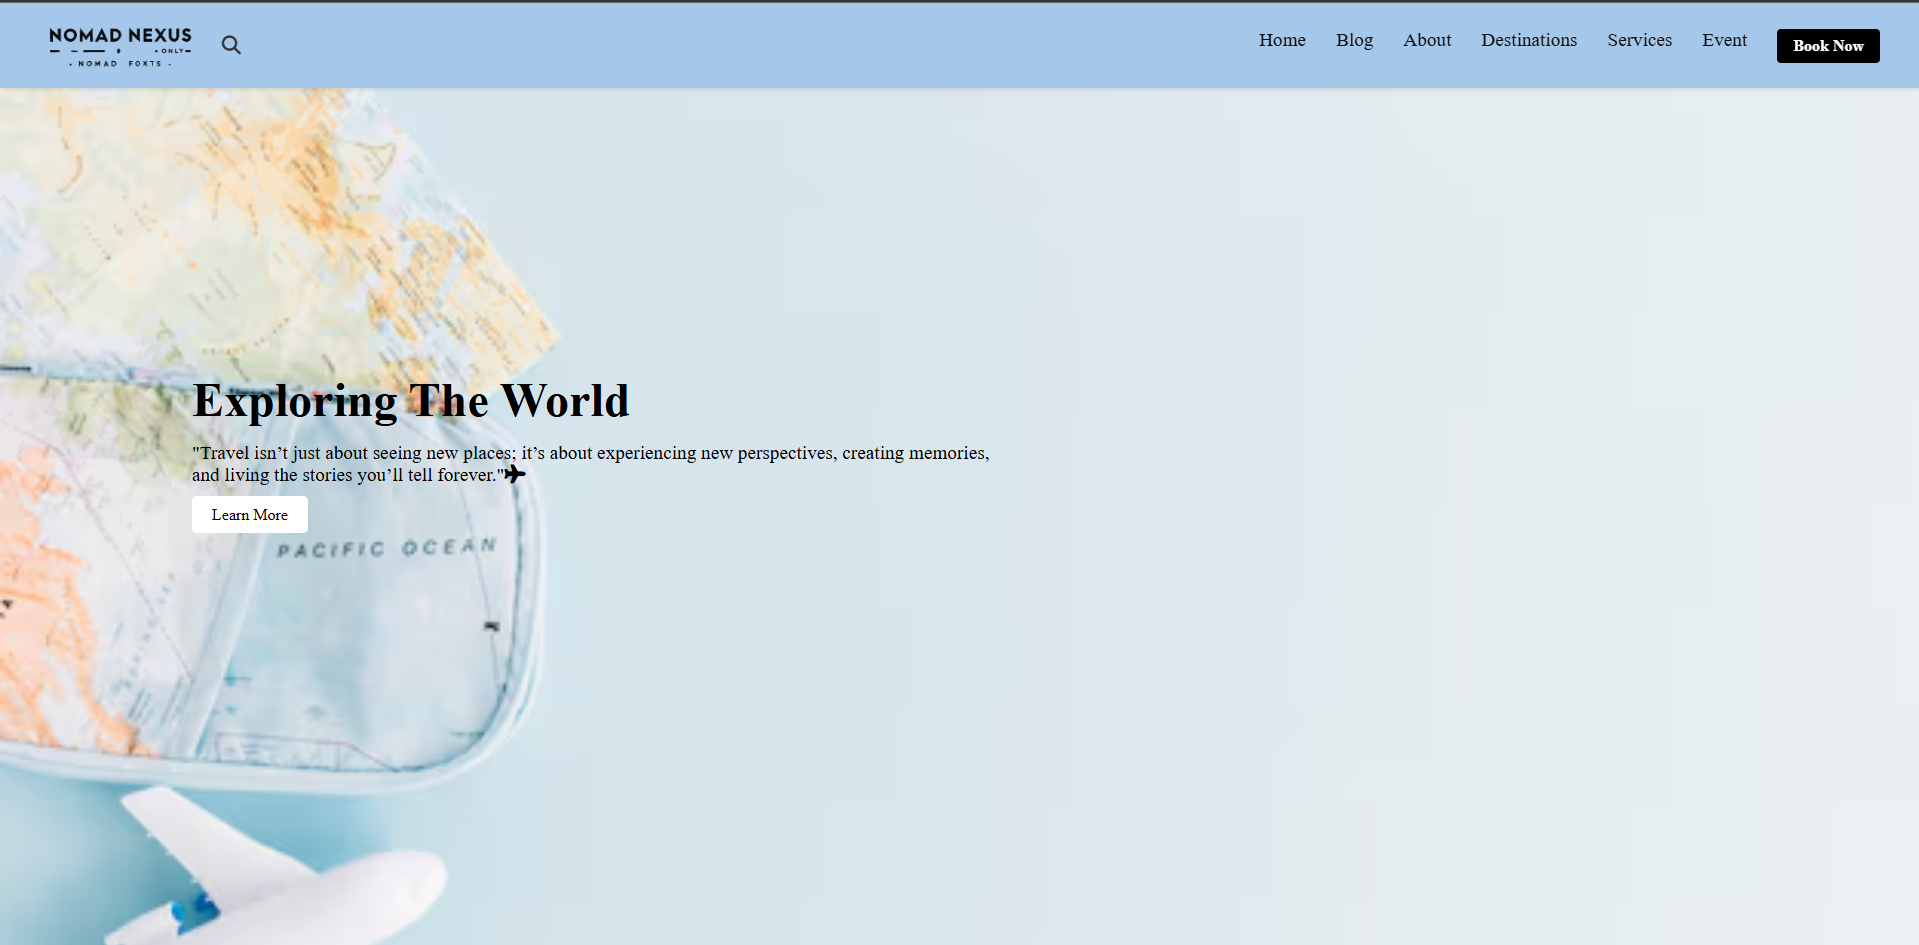 NOMAD NEXUS
• ONLY
• NOMAD FOXTS •
Home Blog About Destinations Services Event Book Now
Exploring The World
"Travel isn’t just about seeing new places; it’s about experiencing new perspectives, creating memories,
and living the stories you’ll tell forever."
Learn More
PACIFIC OCEAN